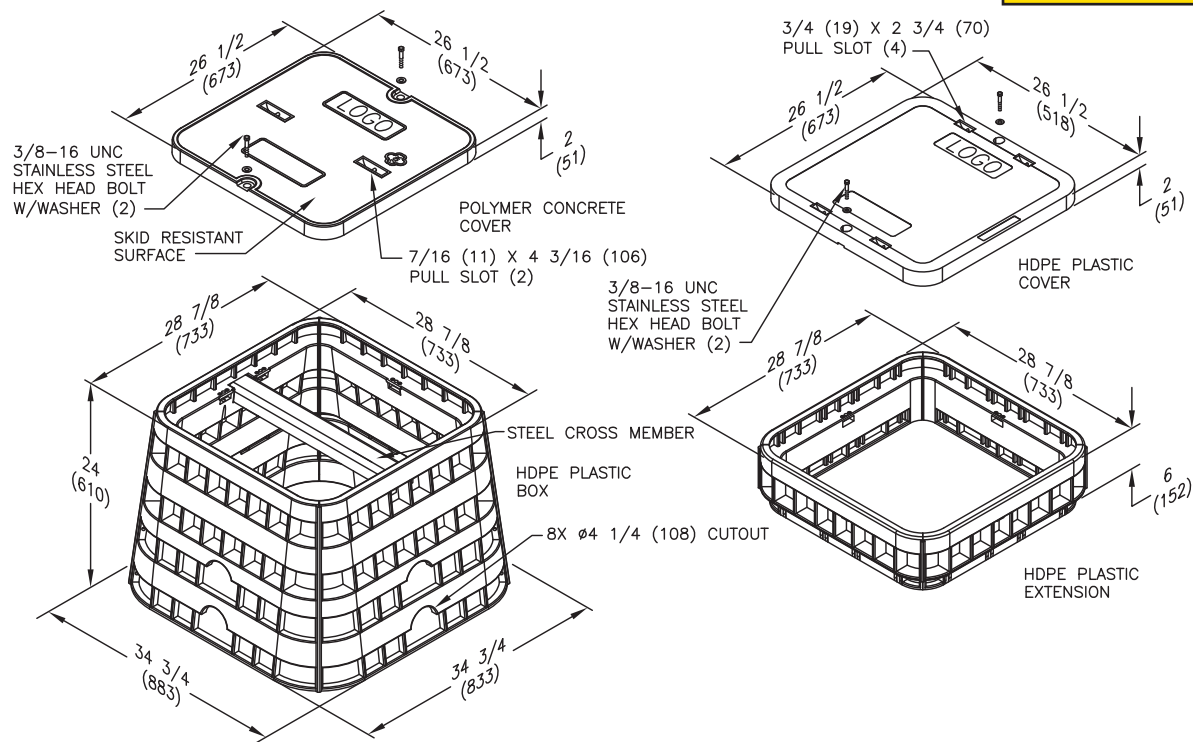 26 1/2
(673)
26 1/2
(673)
2
(51)
LOGO
3/8-16 UNC
STAINLESS STEEL
HEX HEAD BOLT
W/WASHER (2)
SKID RESISTANT
SURFACE
POLYMER CONCRETE
COVER
7/16 (11) X 4 3/16 (106)
PULL SLOT (2)
3/4 (19) X 2 3/4 (70)
PULL SLOT (4)
26 1/2
(673)
26 1/2
(518)
2
(51)
LOGO
3/8-16 UNC
STAINLESS STEEL
HEX HEAD BOLT
W/WASHER (2)
HDPE PLASTIC
COVER
28 7/8
(733)
28 7/8
(733)
24
(610)
STEEL CROSS MEMBER
HDPE PLASTIC
BOX
8X ø4 1/4 (108) CUTOUT
34 3/4
(883)
34 3/4
(833)
28 7/8
(733)
28 7/8
(733)
6
(152)
HDPE PLASTIC
EXTENSION